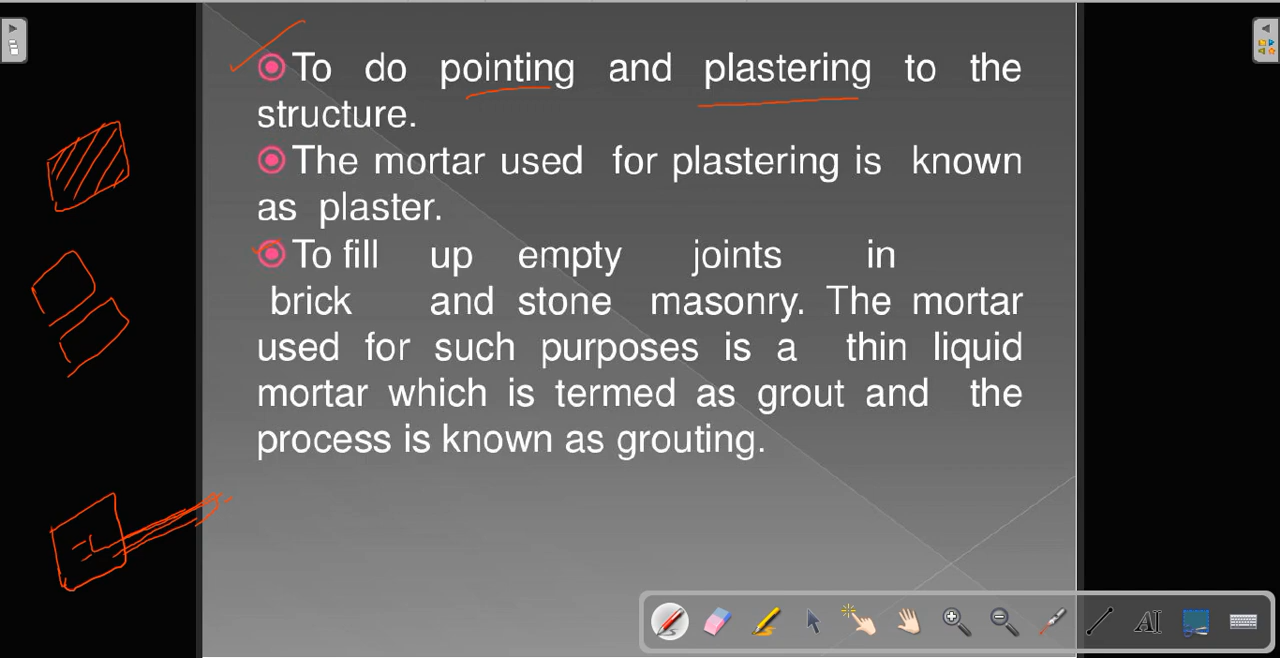 To do pointing and plastering to the
structure.
The mortar used for plastering is known
as plaster.
To fill up empty joints in
brick and stone masonry. The mortar
used for such purposes is a thin liquid
mortar which is termed as grout and the
process is known as grouting.
AI